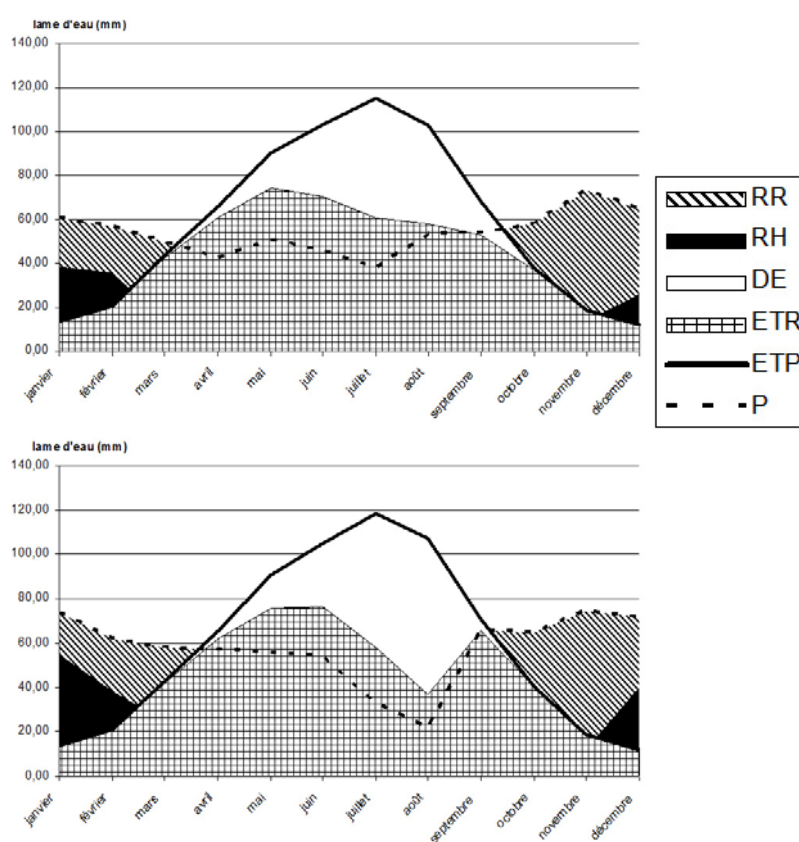 lame d'eau (mm)
140,00
120,00
100,00
80,00
60,00
40,00
20,00
0,00
janvier
février
mars
avril
mai
juin
juillet
août
septembre
octobre
novembre
décembre
RR
RH
DE
ETR
ETP
P
lame d'eau (mm)
140,00
120,00
100,00
80,00
60,00
40,00
20,00
0,00
janvier
février
mars
avril
mai
juin
juillet
août
septembre
octobre
novembre
décembre